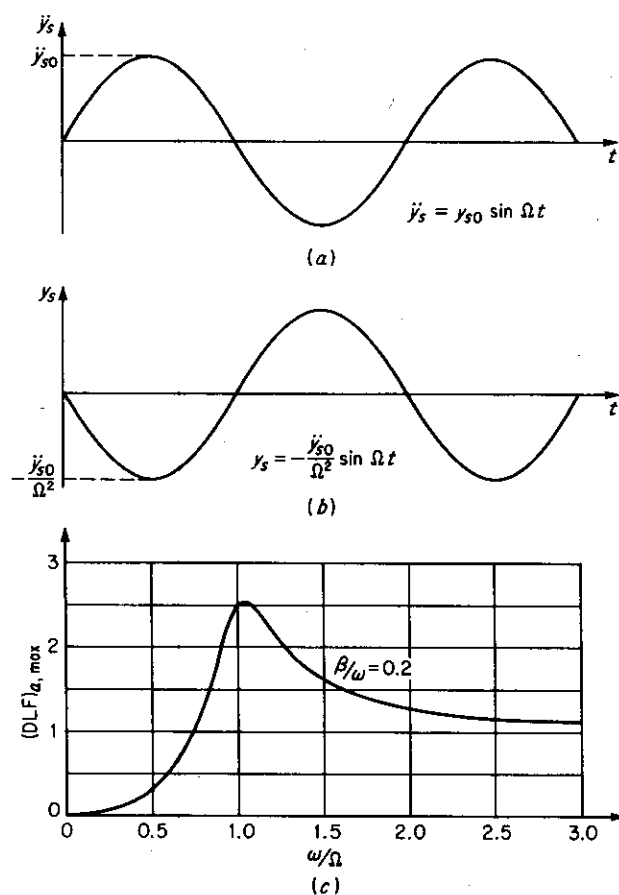 ÿₛ
ÿₛ₀
t
ÿₛ = yₛ₀ sin Ωt
(a)
yₛ
t
-ÿₛ₀/Ω²
yₛ = -ÿₛ₀/Ω² sin Ωt
(b)
3
2
1
0
(DLF)ₐ, ₘₐₓ
β/ω = 0.2
0 0.5 1.0 1.5 2.0 2.5 3.0
ω/Ω
(c)